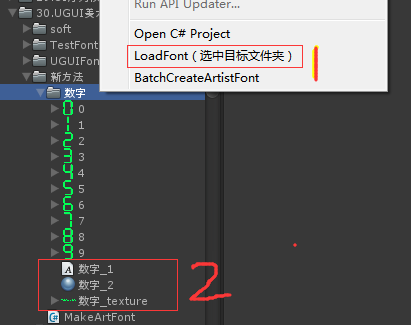 Run API Updater...
Open C# Project
LoadFont（选中目标文件夹）
BatchCreateArtistFont
1
30.UGUI美
soft
TestFont
UGUIFon
新方法
数字
0
1
2
3
4
5
6
7
8
9
数字_1
数字_2
数字_texture
2
MakeArtFont